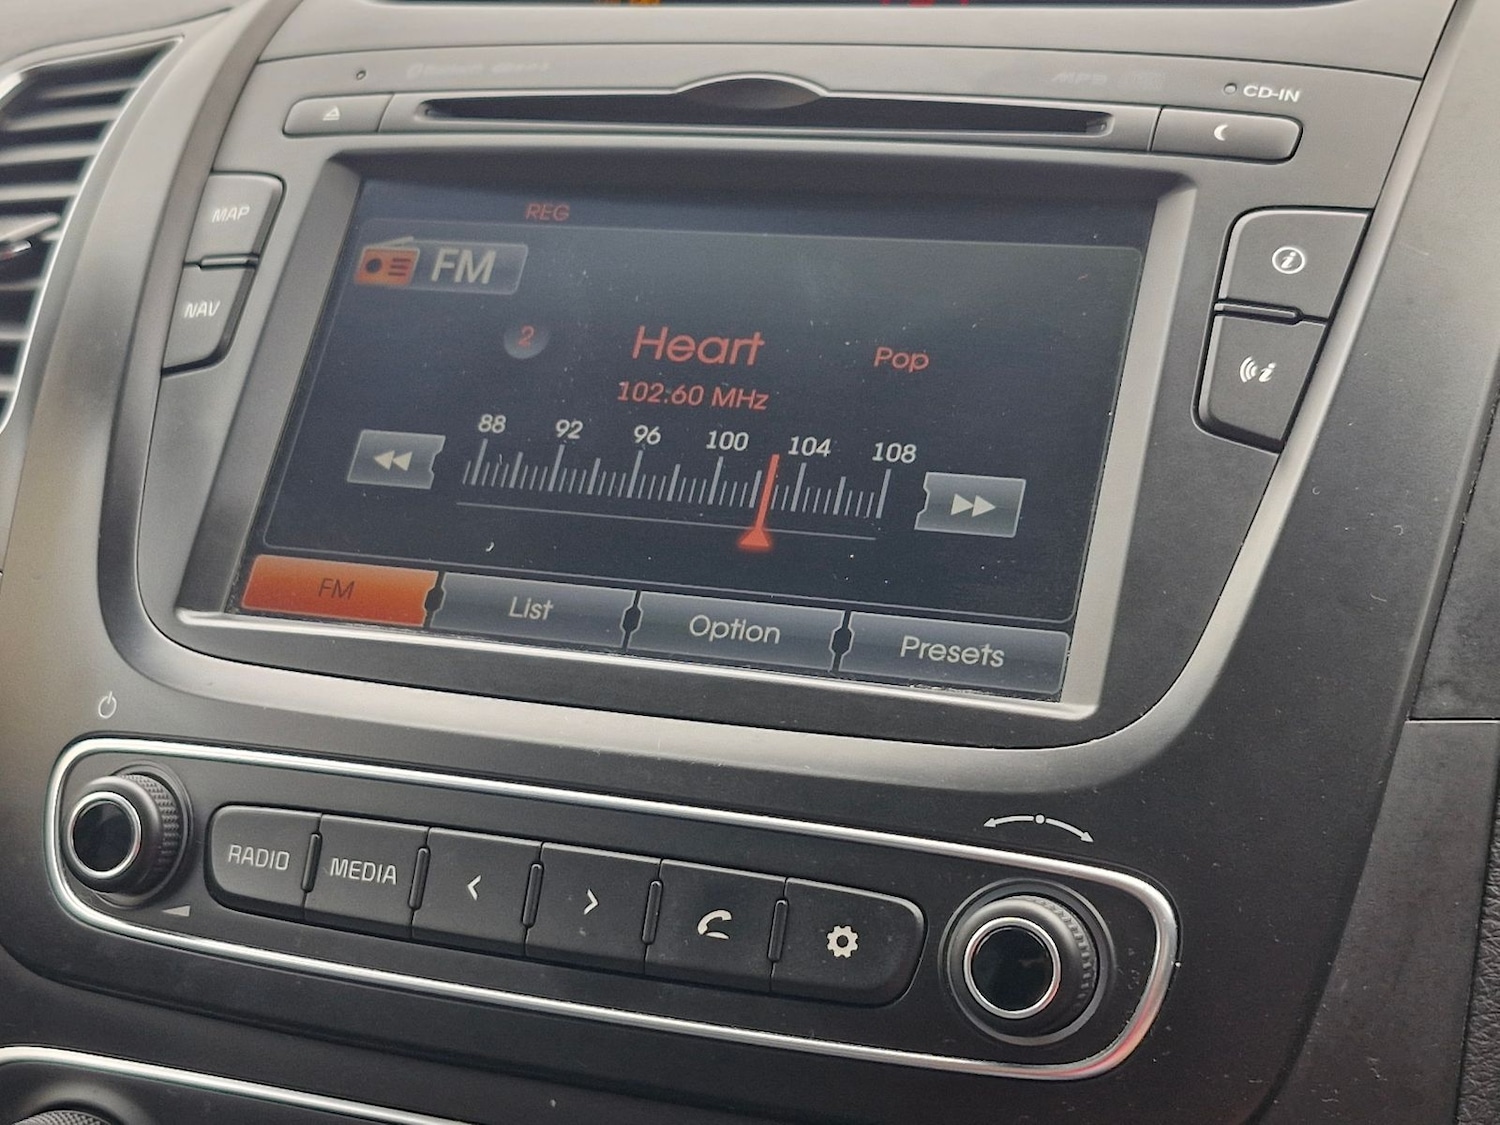 CD-IN
MAP
NAV
REG
FM
2
Heart
Pop
102.60 MHz
88 92 96 100 104 108
FM
List
Option
Presets
RADIO
MEDIA